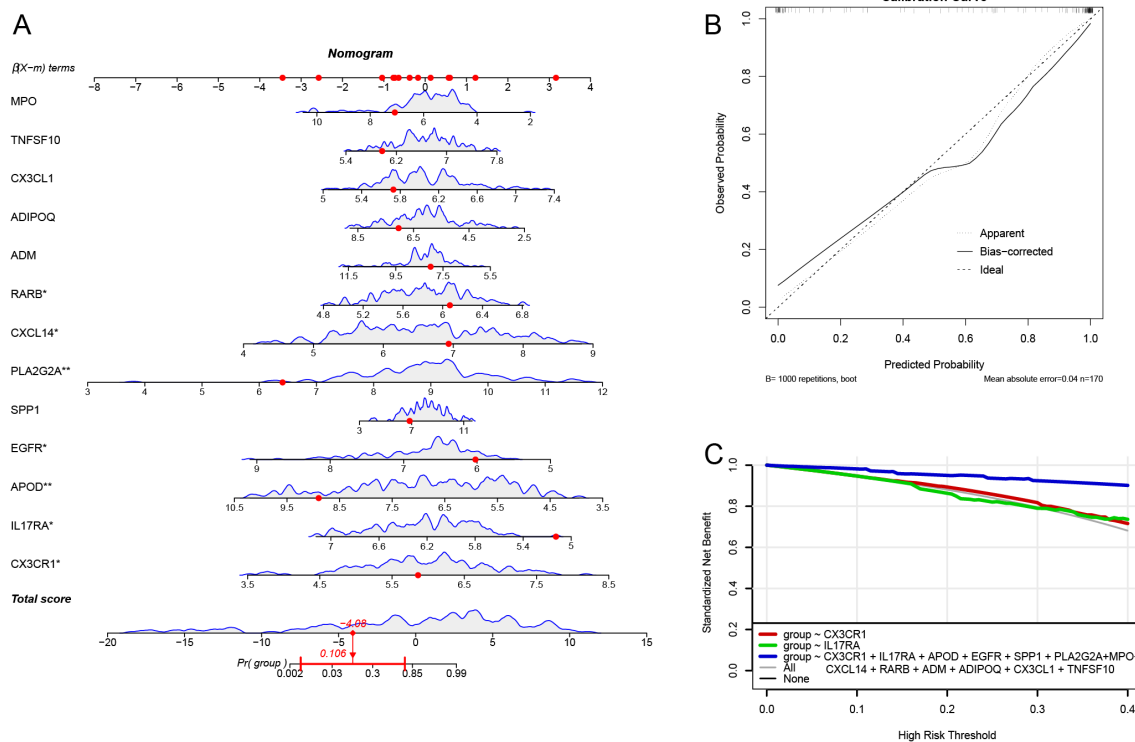 A
Nomogram
β(X−m) terms
−8 −7 −6 −5 −4 −3 −2 −1 0 1 2 3 4
MPO
10 8 6 4 2
TNFSF10
5.4 6.2 7 7.8
CX3CL1
5 5.4 5.8 6.2 6.6 7 7.4
ADIPOQ
8.5 6.5 4.5 2.5
ADM
11.5 9.5 7.5 5.5
RARB*
4.8 5.2 5.6 6 6.4 6.8
CXCL14*
4 5 6 7 8 9
PLA2G2A**
3 4 5 6 7 8 9 10 11 12
SPP1
3 7 11
EGFR*
9 8 7 6 5
APOD**
10.5 9.5 8.5 7.5 6.5 5.5 4.5 3.5
IL17RA*
7 6.6 6.2 5.8 5.4 5
CX3CR1*
3.5 4.5 5.5 6.5 7.5 8.5
Total score
−4.08
−20 −15 −10 −5 0 5 10 15
0.106
Pr( group )
0.002 0.03 0.3 0.85 0.99
B
Observed Probability
1.0
0.8
0.6
0.4
0.2
0.0
Apparent
Bias−corrected
Ideal
0.0 0.2 0.4 0.6 0.8 1.0
Predicted Probability
B= 1000 repetitions, boot
Mean absolute error=0.04 n=170
C
Standardized Net Benefit
1.0
0.8
0.6
0.4
0.2
0.0
group ~ CX3CR1
group ~ IL17RA
group ~ CX3CR1 + IL17RA + APOD + EGFR + SPP1 + PLA2G2A+MPO
All
CXCL14 + RARB + ADM + ADIPOQ + CX3CL1 + TNFSF10
None
0.0 0.1 0.2 0.3 0.4
High Risk Threshold